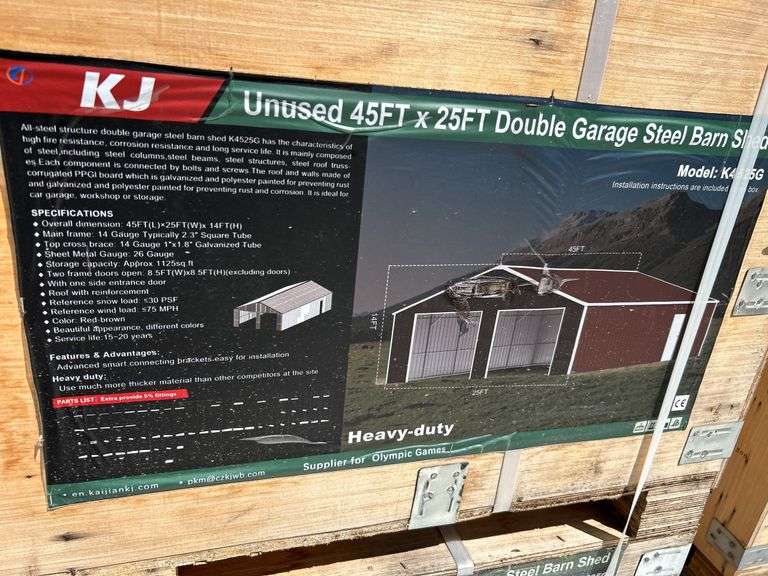 KJ
Unused 45FT x 25FT Double Garage Steel Barn Shed
Model: K4525G
Installation instructions are included box.
All-steel structure double garage steel barn shed K4525G has the characteristics of
high fire resistance, corrosion resistance and long service life. It is mainly composed
of steel,including steel columns,steel beams, steel structures, steel roof truss-
es.Each component is connected by bolts and screws.The roof and walls made of
corrugated PPGI board which is galvanized and polyester painted for preventing rust
and galvanized and polyester painted for preventing rust and corrosion. It is ideal for
car garage, workshop or storage.
SPECIFICATIONS
◆ Overall dimension: 45FT(L)×25FT(W)x 14FT(H)
◆ Main frame: 14 Gauge Typically 2.3" Square Tube
◆ Top cross brace: 14 Gauge 1"x1.8" Galvanized Tube
◆ Sheet Metal Gauge: 26 Gauge
◆ Storage capacity: Approx 1125sq.ft
◆ Two frame doors open: 8.5FT(W)x8.5FT(H)(excluding doors)
◆ With one side entrance door
◆ Roof with reinforcement
◆ Reference snow load: ≤30 PSF
◆ Reference wind load: ≤75 MPH
◆ Color: Red-brown
◆ Beautiful appearance, different colors
◆ Service life:15-20 years
Features & Advantages:
Advanced smart connecting brackets-easy for installation
Heavy duty:
Use much more thicker material than other competitors at the site
PARTS LIST: Extra provide 5% fittings
45FT
14FT
25FT
CE
Heavy-duty
Supplier for Olympic Games
• en.kaijiankj.com • pkm@czkjwb.com
Steel Barn Shed